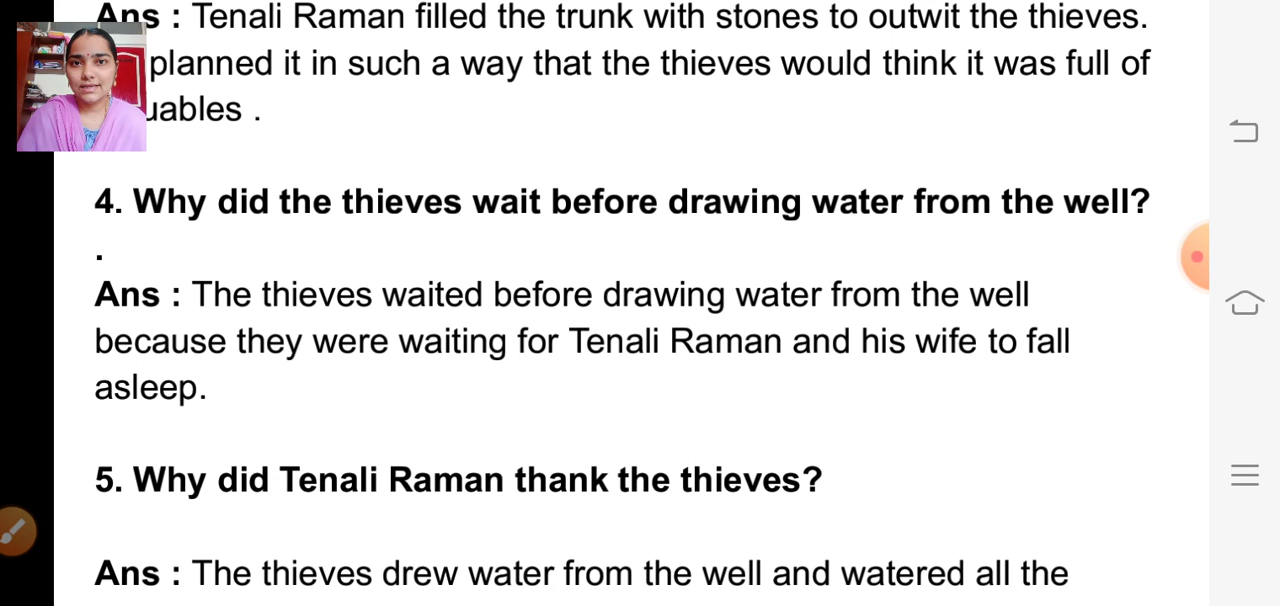 Ans : Tenali Raman filled the trunk with stones to outwit the thieves.
planned it in such a way that the thieves would think it was full of
uables .
4. Why did the thieves wait before drawing water from the well?
.
Ans : The thieves waited before drawing water from the well
because they were waiting for Tenali Raman and his wife to fall
asleep.
5. Why did Tenali Raman thank the thieves?
Ans : The thieves drew water from the well and watered all the